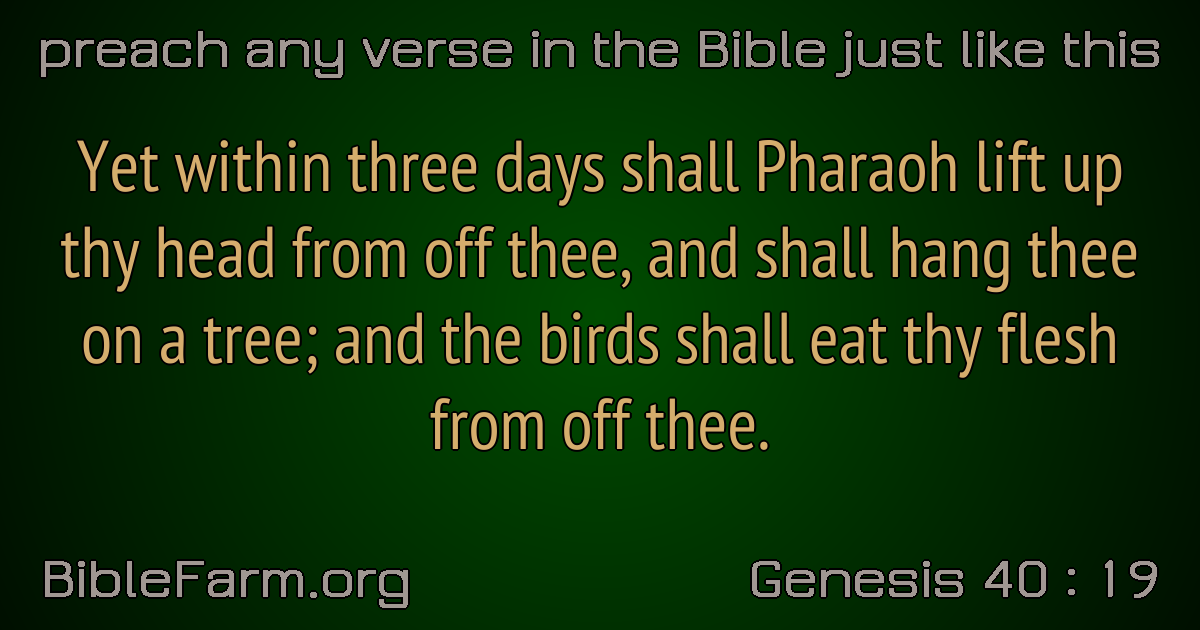 preach any verse in the Bible just like this
Yet within three days shall Pharaoh lift up
thy head from off thee, and shall hang thee
on a tree; and the birds shall eat thy flesh
from off thee.
BibleFarm.org
Genesis 40 : 19